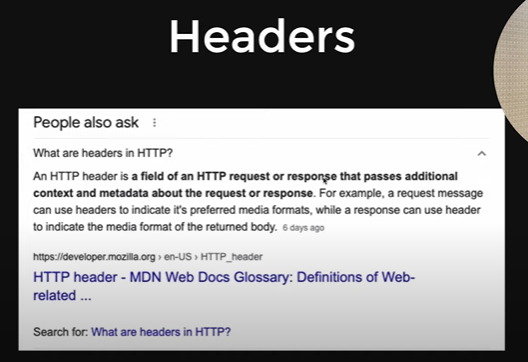 Headers
People also ask
What are headers in HTTP?
An HTTP header is a field of an HTTP request or response that passes additional
context and metadata about the request or response. For example, a request message
can use headers to indicate it's preferred media formats, while a response can use header
to indicate the media format of the returned body. 6 days ago
https://developer.mozilla.org › en-US › HTTP_header
HTTP header - MDN Web Docs Glossary: Definitions of Web-
related ...
Search for: What are headers in HTTP?